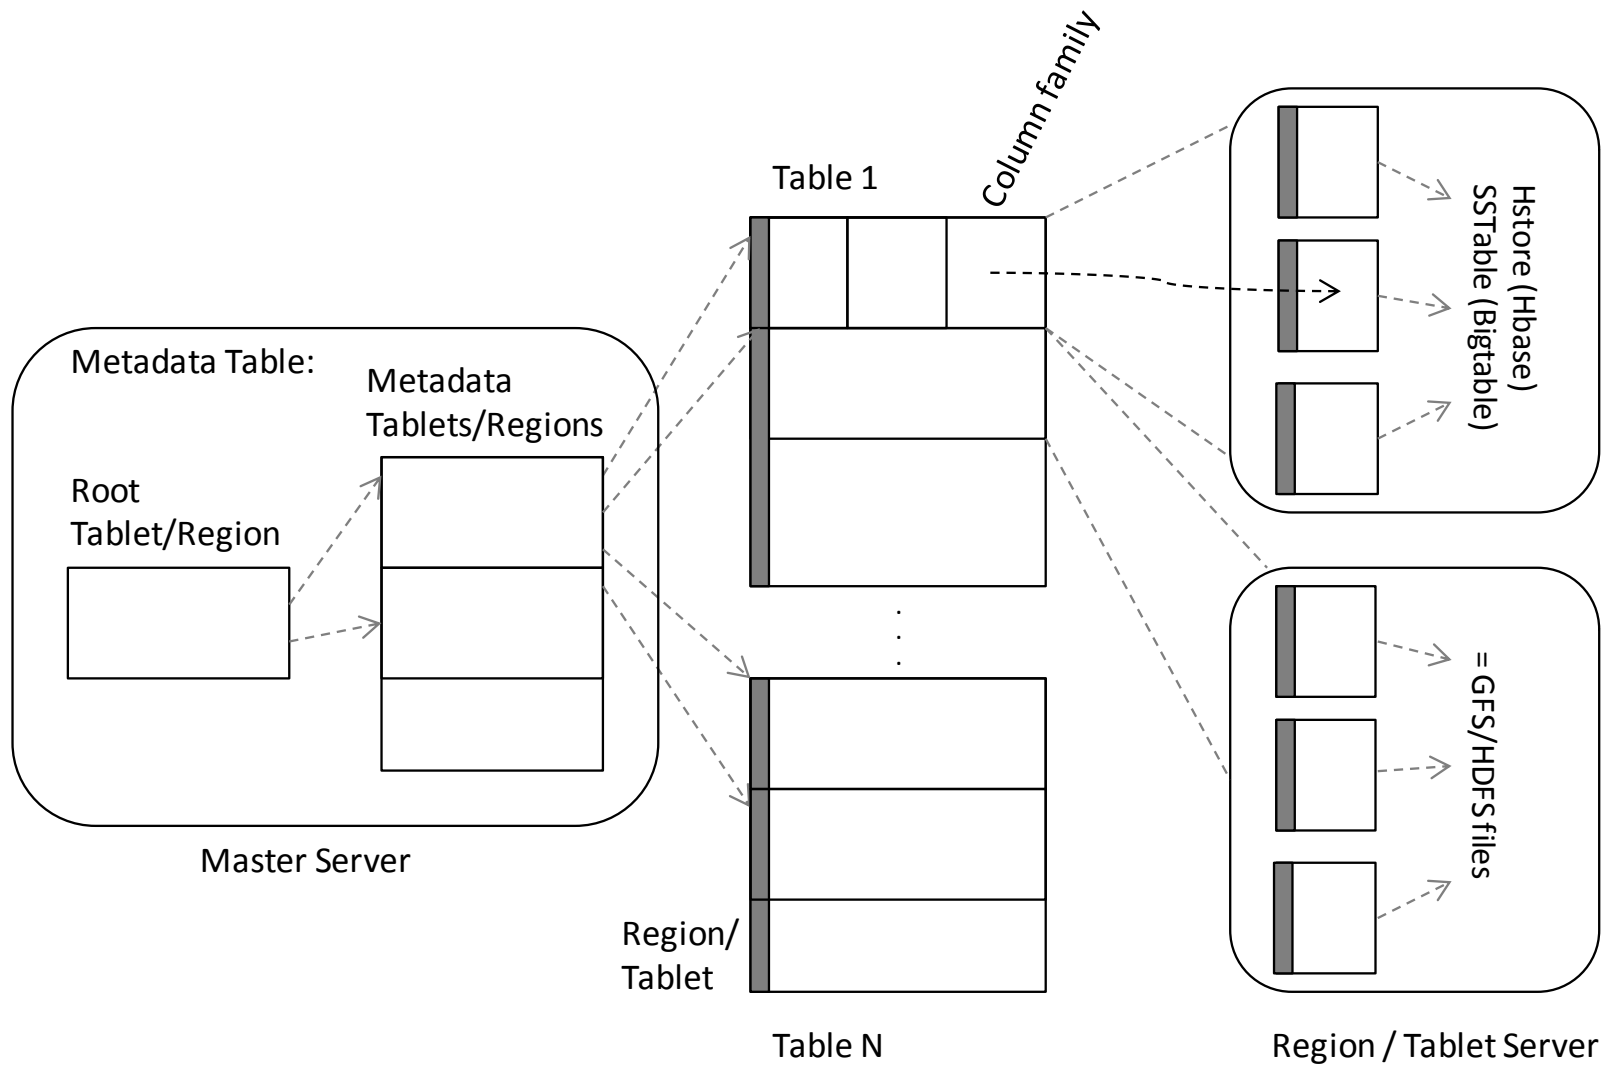 Column family
Table 1
Hstore (Hbase)
SSTable (Bigtable)
Metadata Table:
Metadata
Tablets/Regions
Root
Tablet/Region
.
.
.
= GFS/HDFS files
Master Server
Region/
Tablet
Table N
Region / Tablet Server